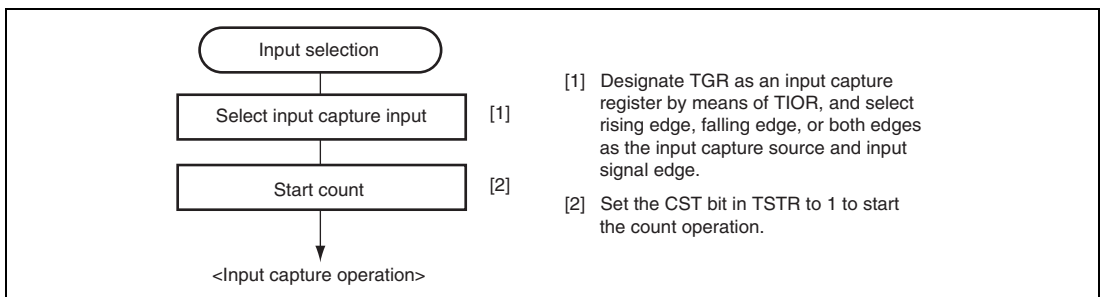 Input selection
Select input capture input
[1]
Start count
[2]
<Input capture operation>
[1] Designate TGR as an input capture
register by means of TIOR, and select
rising edge, falling edge, or both edges
as the input capture source and input
signal edge.
[2] Set the CST bit in TSTR to 1 to start
the count operation.